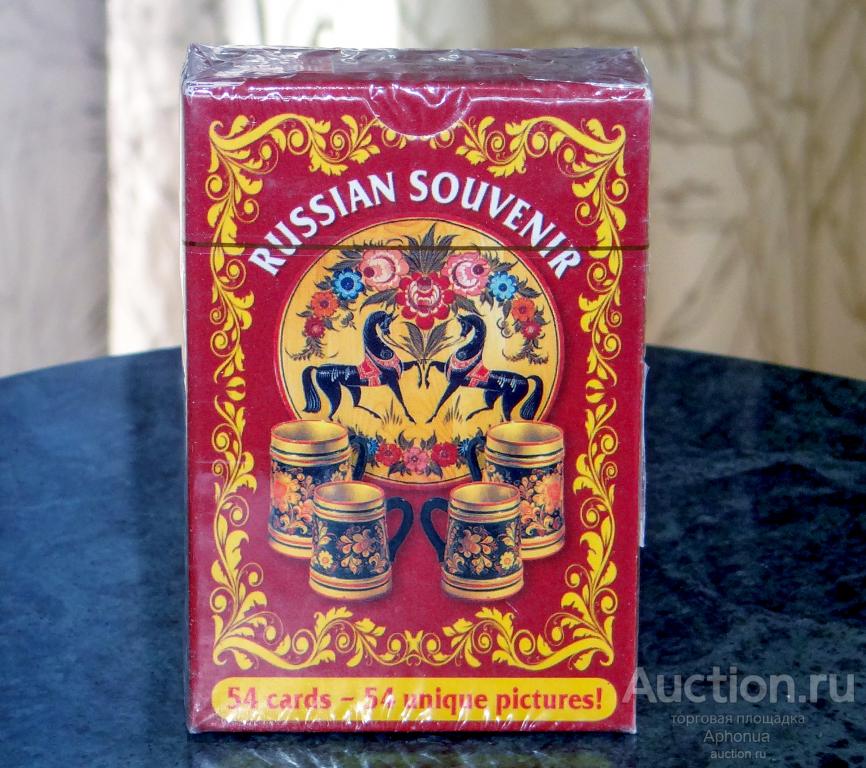 RUSSIAN SOUVENIR
54 cards - 54 unique pictures!
Auction.ru
торговая площадка
Aphonua
auction.ru